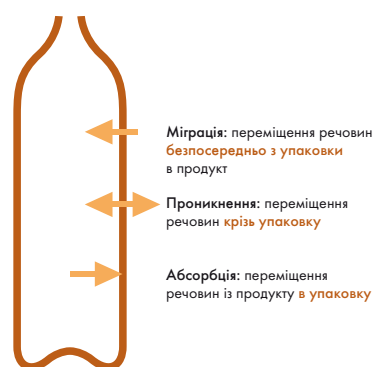 Міграція: переміщення речовин
безпосередньо з упаковки
в продукт
Проникнення: переміщення
речовин крізь упаковку
Абсорбція: переміщення
речовин із продукту в упаковку